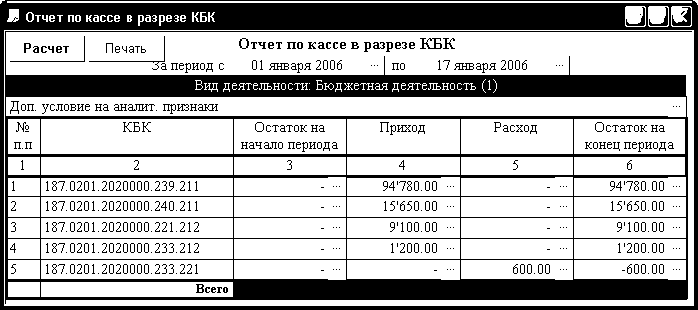 Отчет по кассе в разрезе КБК
Расчет Печать Отчет по кассе в разрезе КБК
За период с 01 января 2006 ... по 17 января 2006 ...
Вид деятельности: Бюджетная деятельность (1)
Доп. условие на аналит. признаки ...
№ п.п КБК Остаток на начало периода Приход Расход Остаток на конец периода
1 2 3 4 5 6
1 187.0201.2020000.239.211 - ... 94'780.00 ... - ... 94'780.00 ...
2 187.0201.2020000.240.211 - ... 15'650.00 ... - ... 15'650.00 ...
3 187.0201.2020000.221.212 - ... 9'100.00 ... - ... 9'100.00 ...
4 187.0201.2020000.233.212 - ... 1'200.00 ... - ... 1'200.00 ...
5 187.0201.2020000.233.221 - ... - ... 600.00 ... -600.00 ...
Всего